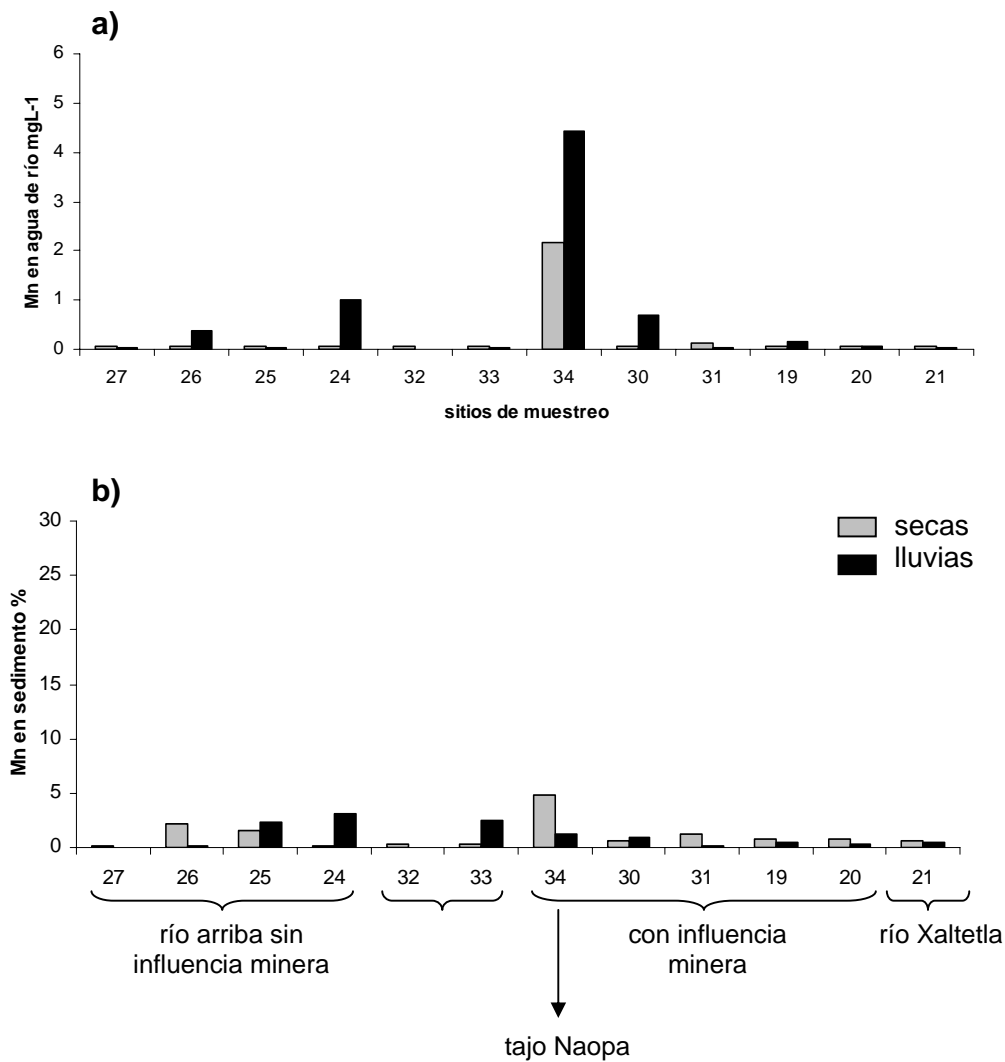 a)
6
5
4
3
2
1
0
Mn en agua de río mgL-1
27 26 25 24 32 33 34 30 31 19 20 21
sitios de muestreo
b)
30
25
20
15
10
5
0
Mn en sedimento %
secas
lluvias
27 26 25 24 32 33 34 30 31 19 20 21
río arriba sin
influencia minera
con influencia
minera
río Xaltetla
tajo Naopa